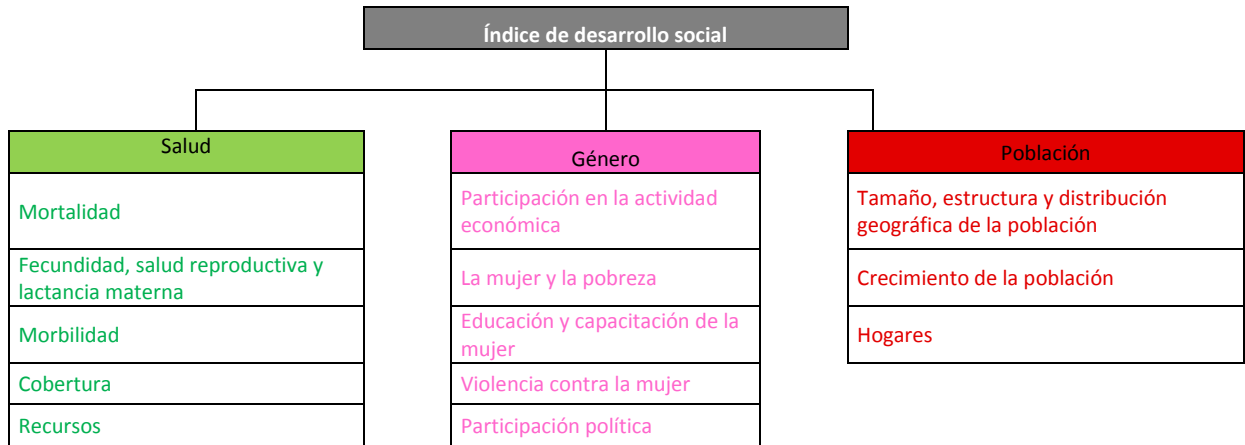 Índice de desarrollo social
Salud
Mortalidad
Fecundidad, salud reproductiva y
lactancia materna
Morbilidad
Cobertura
Recursos
Género
Participación en la actividad
económica
La mujer y la pobreza
Educación y capacitación de la
mujer
Violencia contra la mujer
Participación política
Población
Tamaño, estructura y distribución
geográfica de la población
Crecimiento de la población
Hogares